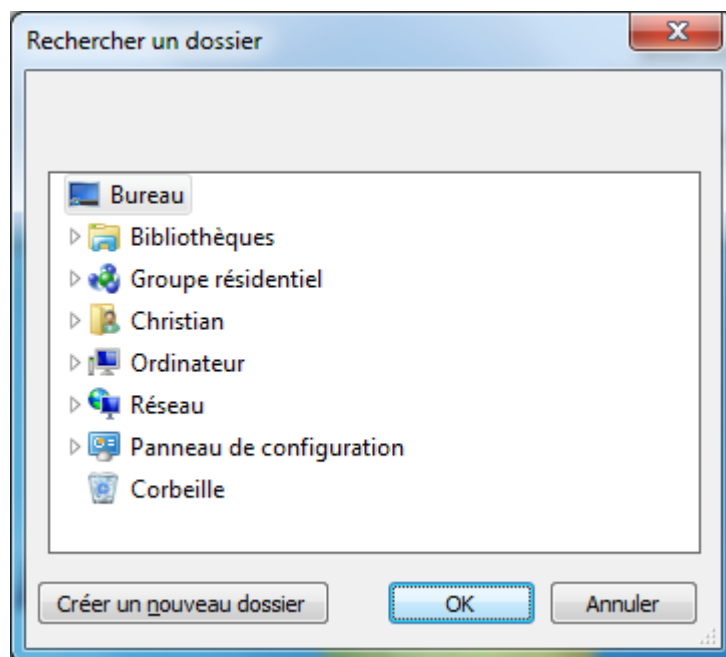 Rechercher un dossier
Bureau
Bibliothèques
Groupe résidentiel
Christian
Ordinateur
Réseau
Panneau de configuration
Corbeille
Créer un nouveau dossier OK Annuler